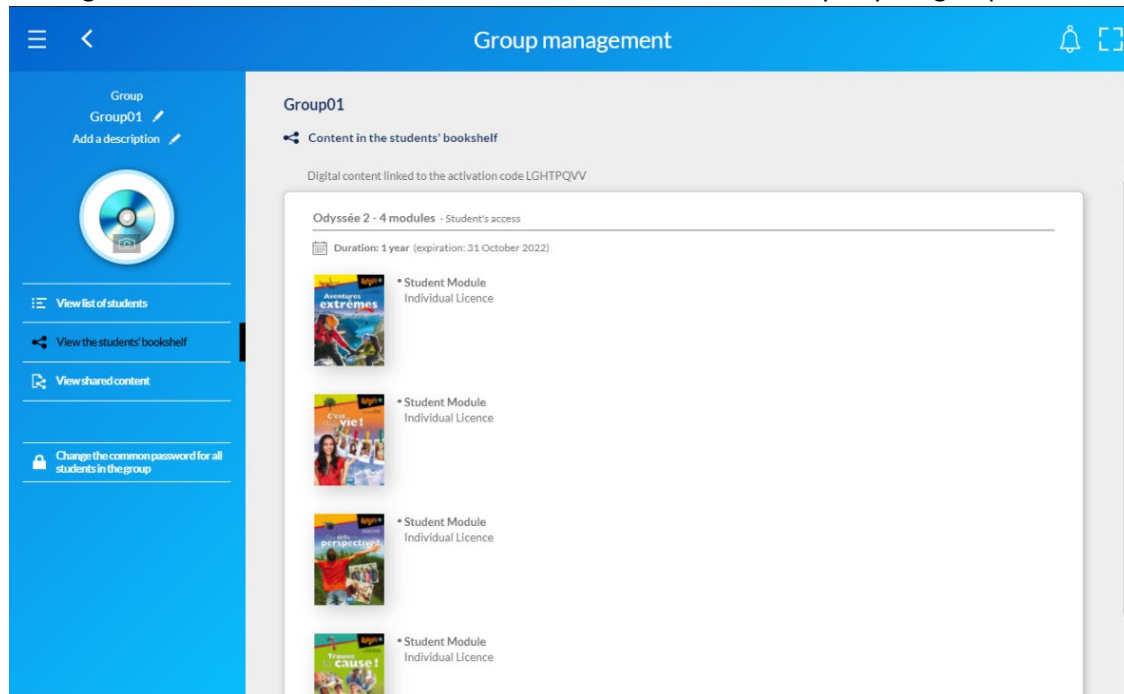 Group management
Group
Group01
Add a description
View list of students
View the students' bookshelf
View shared content
Change the common password for all
students in the group
Group01
Content in the students' bookshelf
Digital content linked to the activation code LGHTPQVV
Odyssée 2 - 4 modules - Student's access
Duration: 1 year (expiration: 31 October 2022)
Aventures
extrêmes
• Student Module
Individual Licence
C'est
vie !
• Student Module
Individual Licence
perspectives
• Student Module
Individual Licence
Trouve
ta cause !
• Student Module
Individual Licence